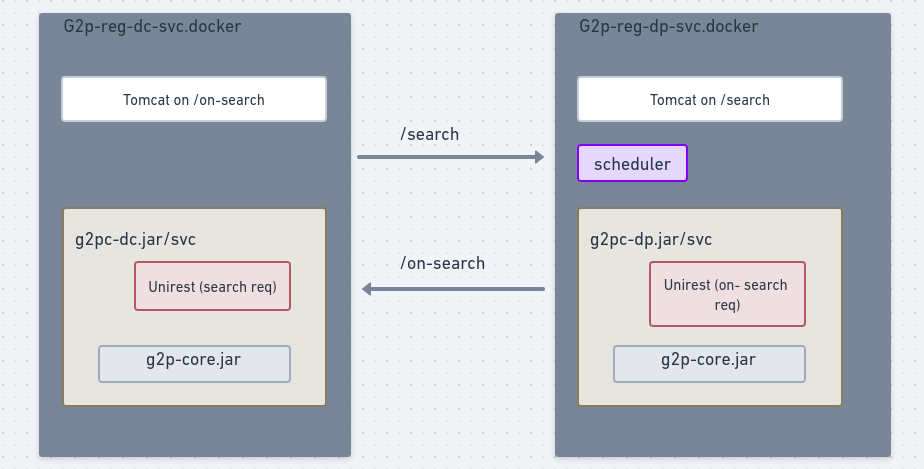 G2p-reg-dc-svc.docker
Tomcat on /on-search
g2pc-dc.jar/svc
Unirest (search req)
g2p-core.jar
/search
/on-search
G2p-reg-dp-svc.docker
Tomcat on /search
scheduler
g2pc-dp.jar/svc
Unirest (on- search
req)
g2p-core.jar